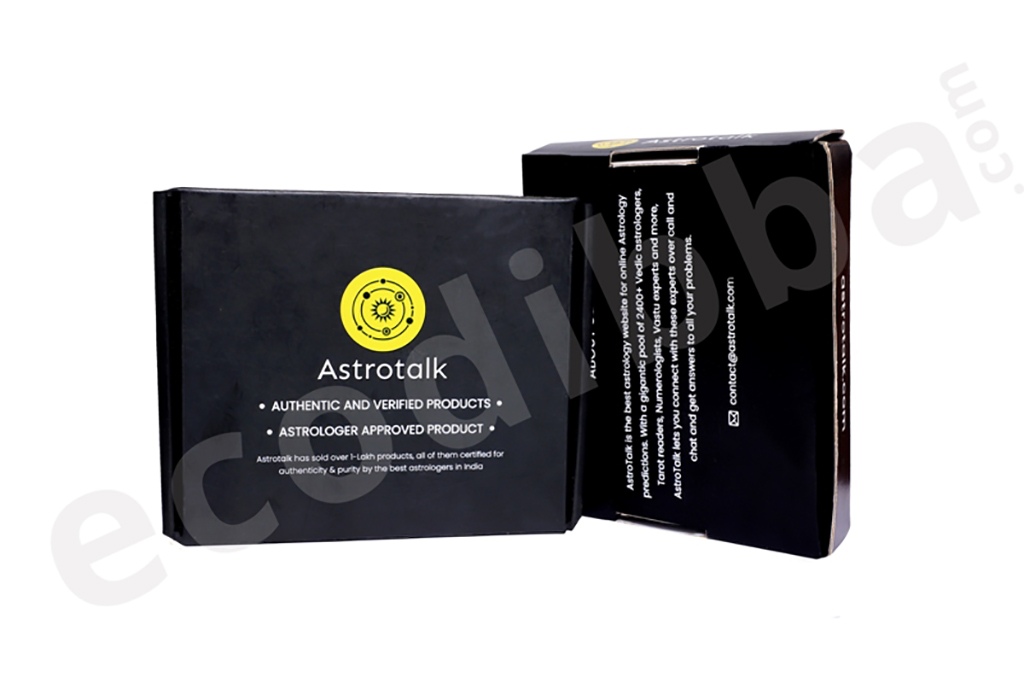 Astrotalk
• AUTHENTIC AND VERIFIED PRODUCTS •
• ASTROLOGER APPROVED PRODUCT •
Astrotalk has sold over 1-Lakh products, all of them certified for
authenticity & purity by the best astrologers in India
Astrotalk
AstroTalk is the best astrology website for online Astrology
predictions. With a gigantic pool of 2400+ Vedic astrologers,
Tarot readers, Numerologists, Vastu experts and more,
AstroTalk lets you connect with these experts over call and
chat and get answers to all your problems.
contact@astrotalk.com
astrotalk.com
ecodibba.com